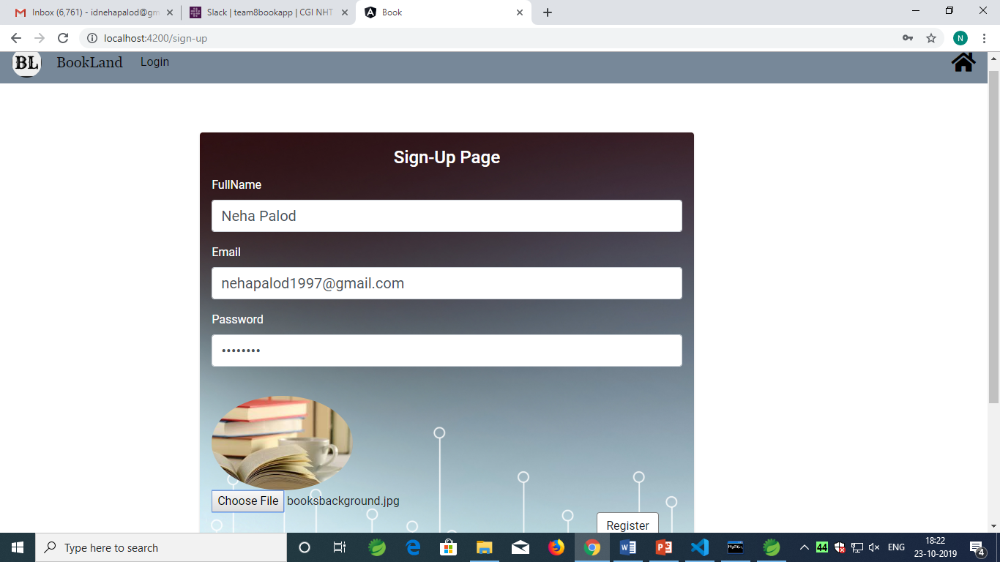 Inbox (6,761) - idnehapalod@gm
Slack | team8bookapp | CGI NHT
Book
localhost:4200/sign-up
N
BL
BookLand
Login
Sign-Up Page
FullName
Neha Palod
Email
nehapalod1997@gmail.com
Password
••••••••
Choose File booksbackground.jpg
Register
Type here to search
MySQL
44
ENG
18:22
23-10-2019
4